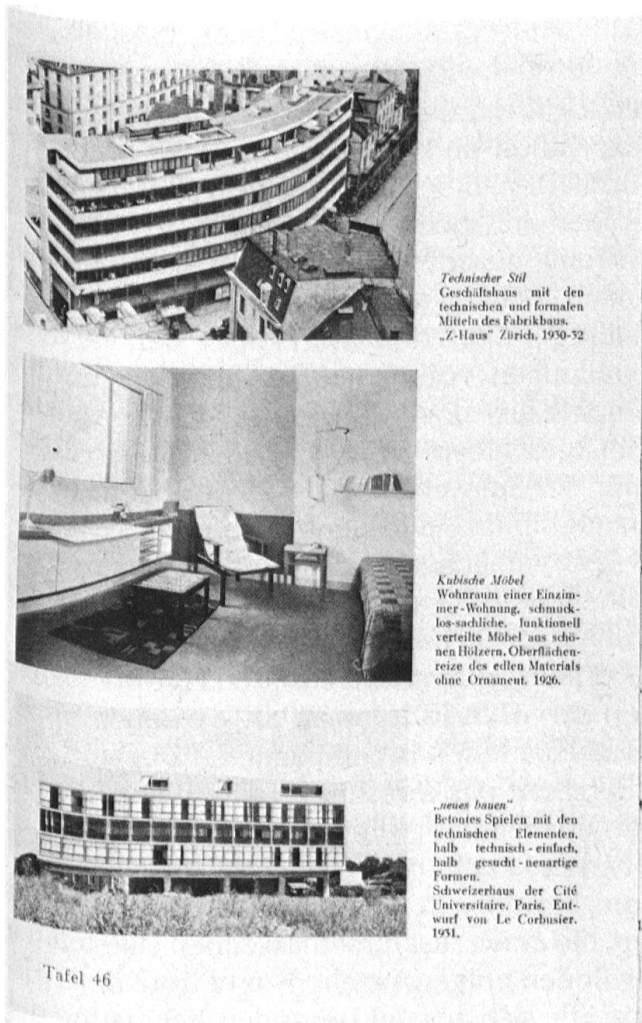 Technischer Stil
Geschäftshaus mit den
technischen und formalen
Mitteln des Fabrikbaus.
„Z-Haus” Zürich, 1930-32
Kubische Möbel
Wohnraum einer Einzim-
mer-Wohnung, schmuck-
los-sachliche, funktionell
verteilte Möbel aus schö-
nen Hölzern, Oberflächen-
reize des edlen Materials
ohne Ornament. 1926.
„neues bauen”
Betontes Spielen mit den
technischen Elementen,
halb technisch-einfach,
halb gesucht-neuartige
Formen.
Schweizerhaus der Cité
Universitaire, Paris, Ent-
wurf von Le Corbusier.
1931.
Tafel 46